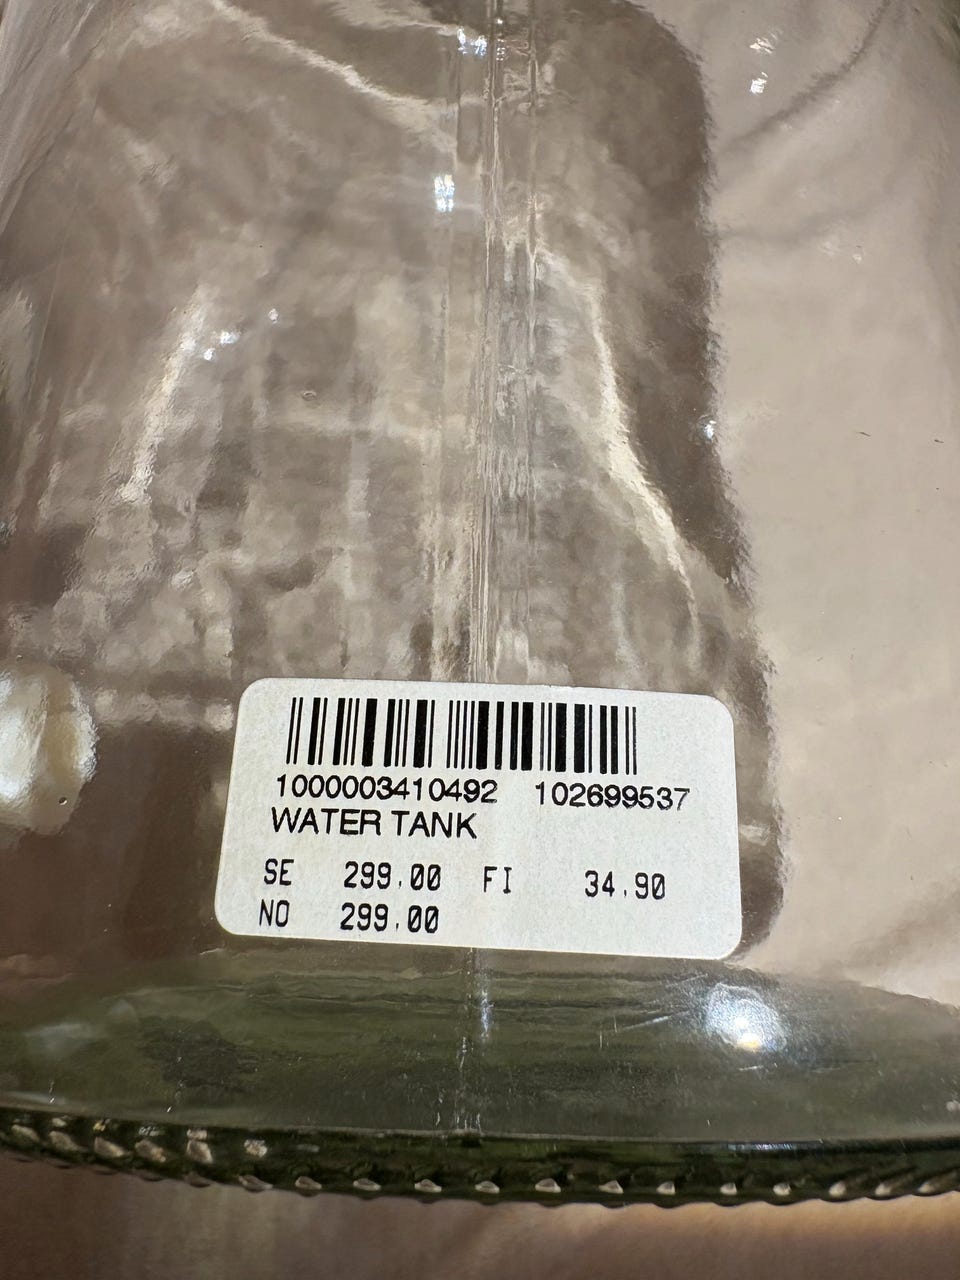 1000003410492 102699537
WATER TANK
SE 299.00 FI 34.90
NO 299.00